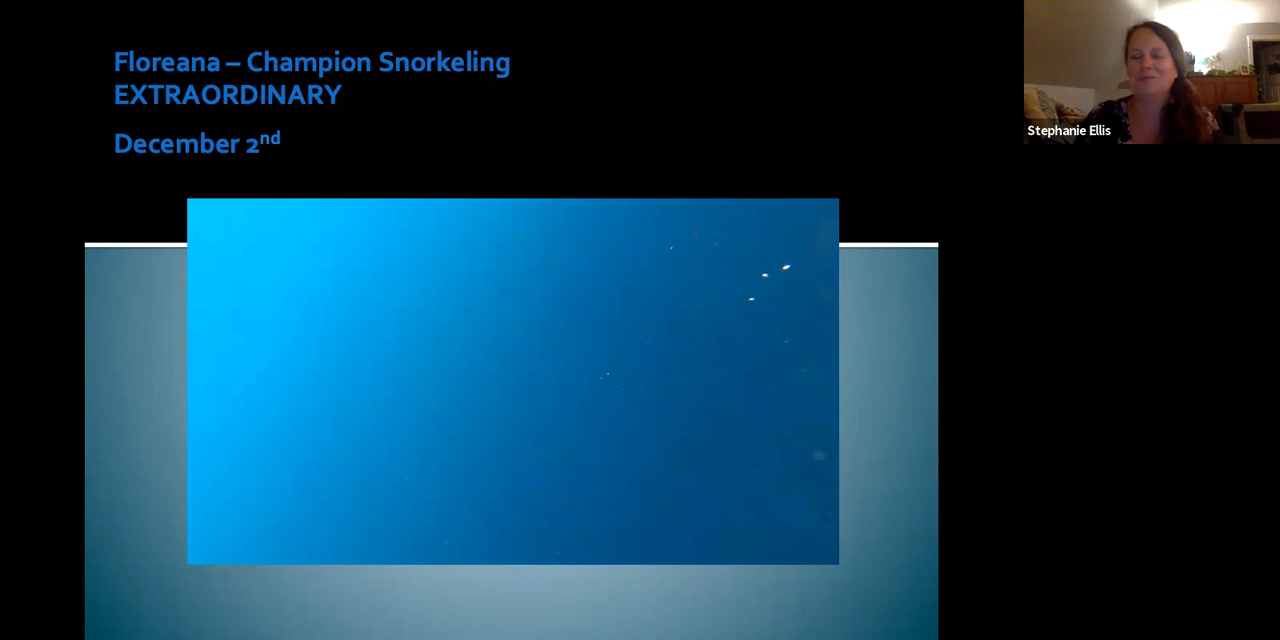 Floreana – Champion Snorkeling
EXTRAORDINARY
December 2nd
Stephanie Ellis